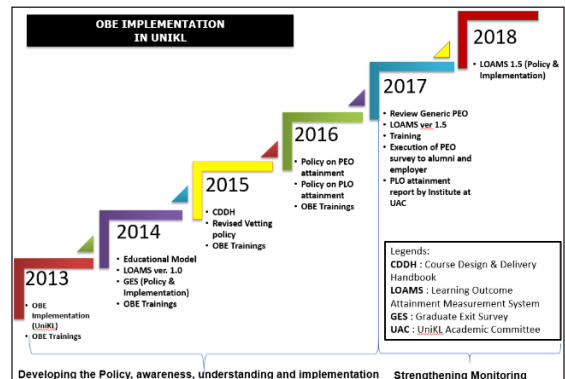 OBE IMPLEMENTATION
IN UNIKL
2018
• LOAMS 1.5 (Policy &
Implementation)
2017
• Review Generic PEO
• LOAMS ver 1.5
• Training
• Execution of PEO
survey to alumni and
employer
• PLO attainment
report by Institute at
UAC
2016
• Policy on PEO
attainment
• Policy on PLO
attainment
• OBE Trainings
2015
• CDDH
• Revised Vetting
policy
• OBE Trainings
2014
• Educational Model
• LOAMS ver. 1.0
• GES (Policy &
Implementation)
• OBE Trainings
2013
• OBE
Implementation
(UniKL)
• OBE Trainings
Legends:
CDDH : Course Design & Delivery
Handbook
LOAMS : Learning Outcome
Attainment Measurement System
GES : Graduate Exit Survey
UAC : UniKL Academic Committee
Developing the Policy, awareness, understanding and implementation
Strengthening Monitoring